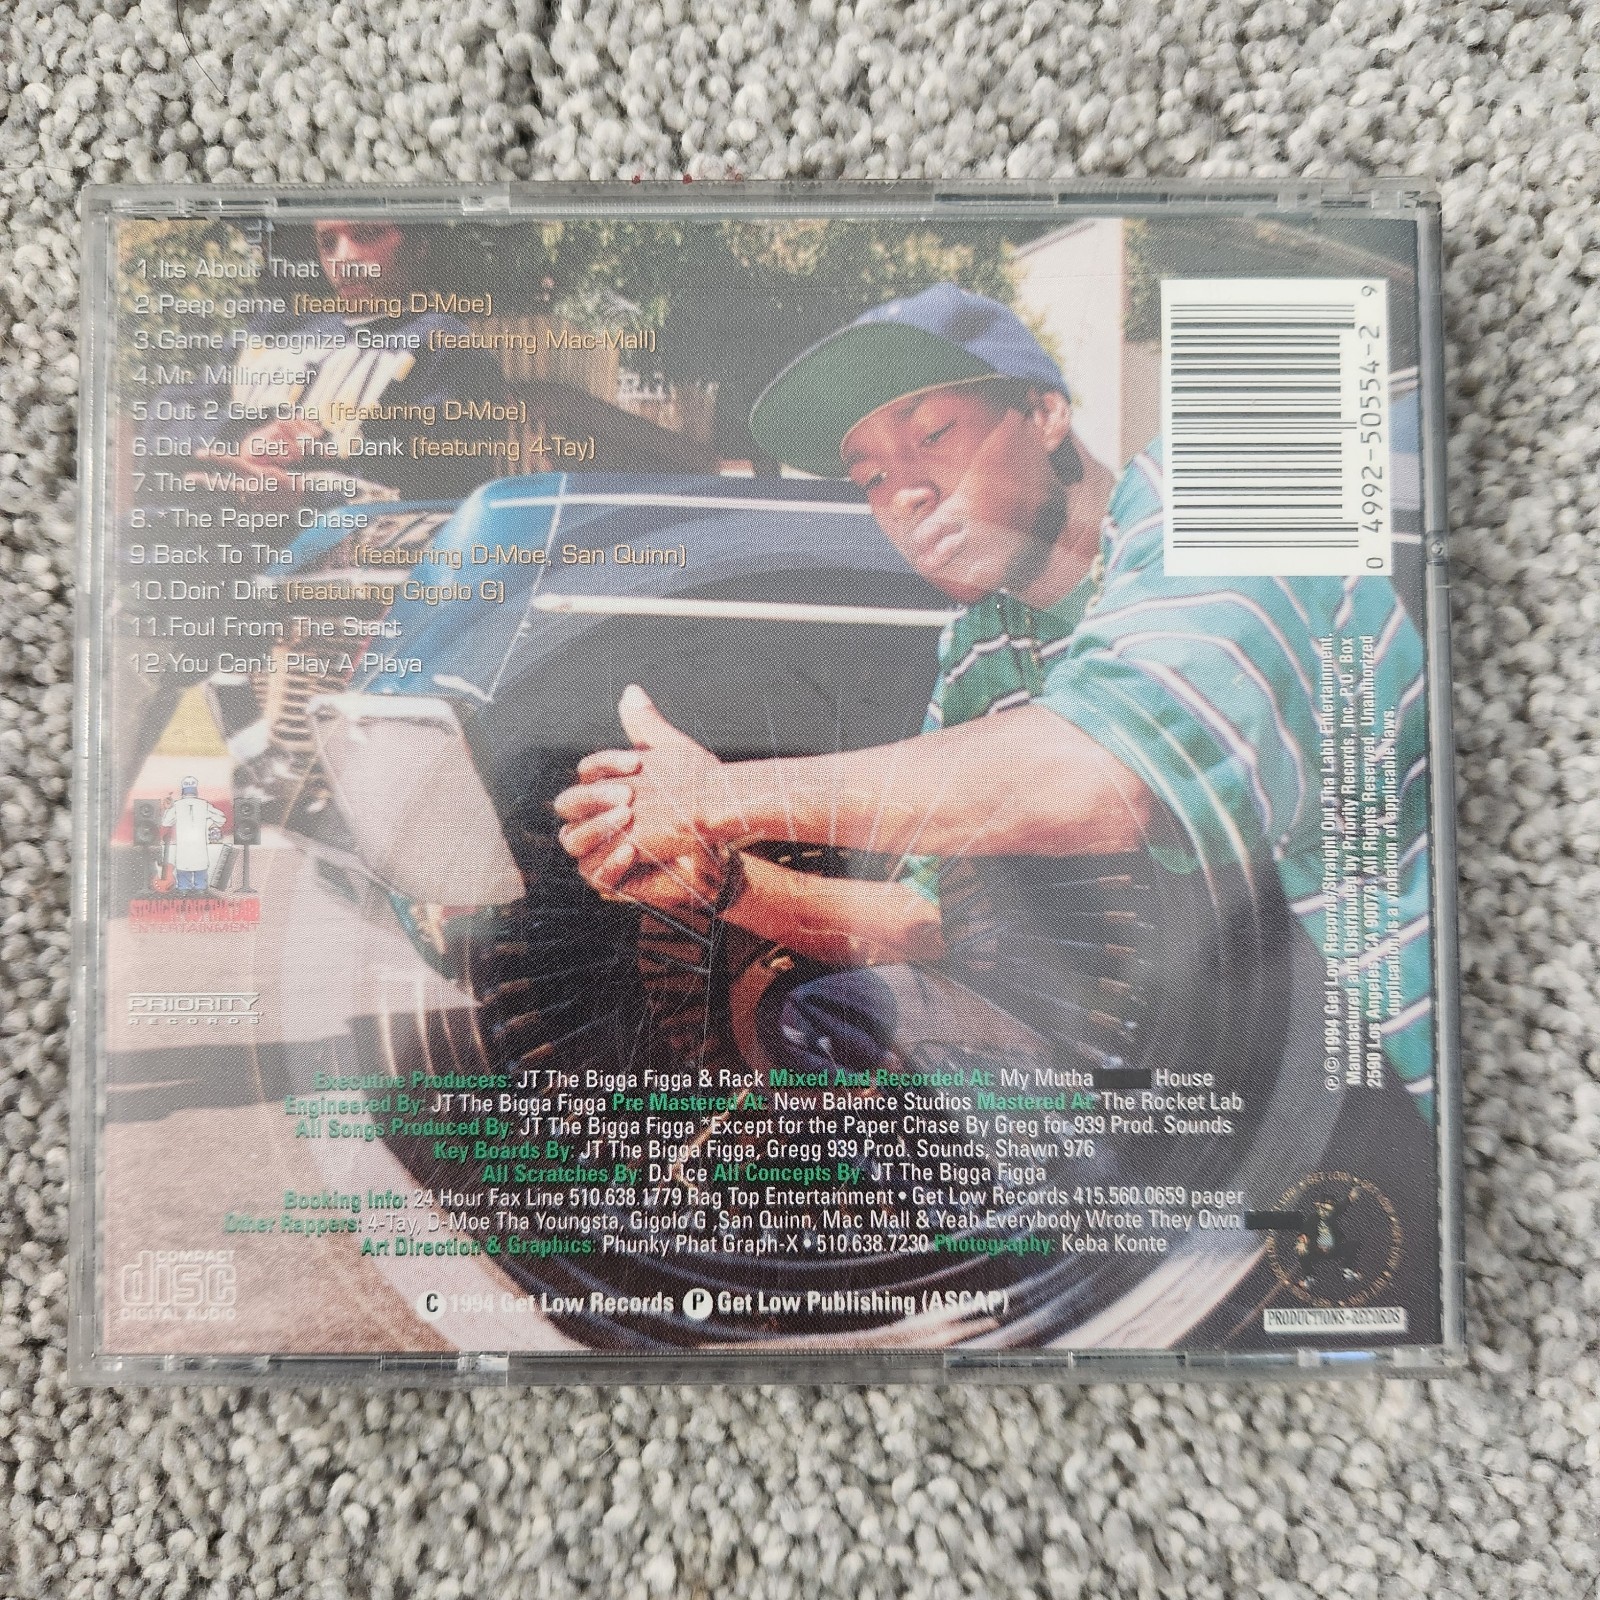 1.Its About That Time
2.Peep game (featuring D-Moe)
3.Game Recognize Game (featuring Mac-Mall)
4.Mr. Millimeter
5.Out 2 Get Cha (featuring D-Moe)
6.Did You Get The Dank (featuring 4-Tay)
7.The Whole Thang
8.*The Paper Chase
9.Back To Tha (featuring D-Moe, San Quinn)
10.Doin' Dirt (featuring Gigolo G)
11.Foul From The Start
12.You Can't Play A Playa
0 4992-50554-2 9
℗ © 1994 Get Low Records/Straight Out Tha Labb Entertainment.
Manufactured and Distributed by Priority Records, Inc. P.O. Box
2590 Los Angeles, CA 90078. All Rights Reserved. Unauthorized
duplication is a violation of applicable laws.
STRAIGHT OUT THA LABB
ENTERTAINMENT
PRIORITY
RECORDS
Executive Producers: JT The Bigga Figga & Rack Mixed And Recorded At: My Mutha House
Engineered By: JT The Bigga Figga Pre Mastered At: New Balance Studios Mastered At: The Rocket Lab
All Songs Produced By: JT The Bigga Figga *Except for the Paper Chase By Greg for 939 Prod. Sounds
Key Boards By: JT The Bigga Figga, Gregg 939 Prod. Sounds, Shawn 976
All Scratches By: DJ Ice All Concepts By: JT The Bigga Figga
Booking Info: 24 Hour Fax Line 510.638.1779 Rag Top Entertainment • Get Low Records 415.560.0659 pager
Other Rappers: 4-Tay, D-Moe Tha Youngsta, Gigolo G ,San Quinn, Mac Mall & Yeah Everybody Wrote They Own
Art Direction & Graphics: Phunky Phat Graph-X • 510.638.7230 Photography: Keba Konte
COMPACT
disc
DIGITAL AUDIO
C 1994 Get Low Records P Get Low Publishing (ASCAP)
GET LOW
PRODUCTIONS-RECORDS